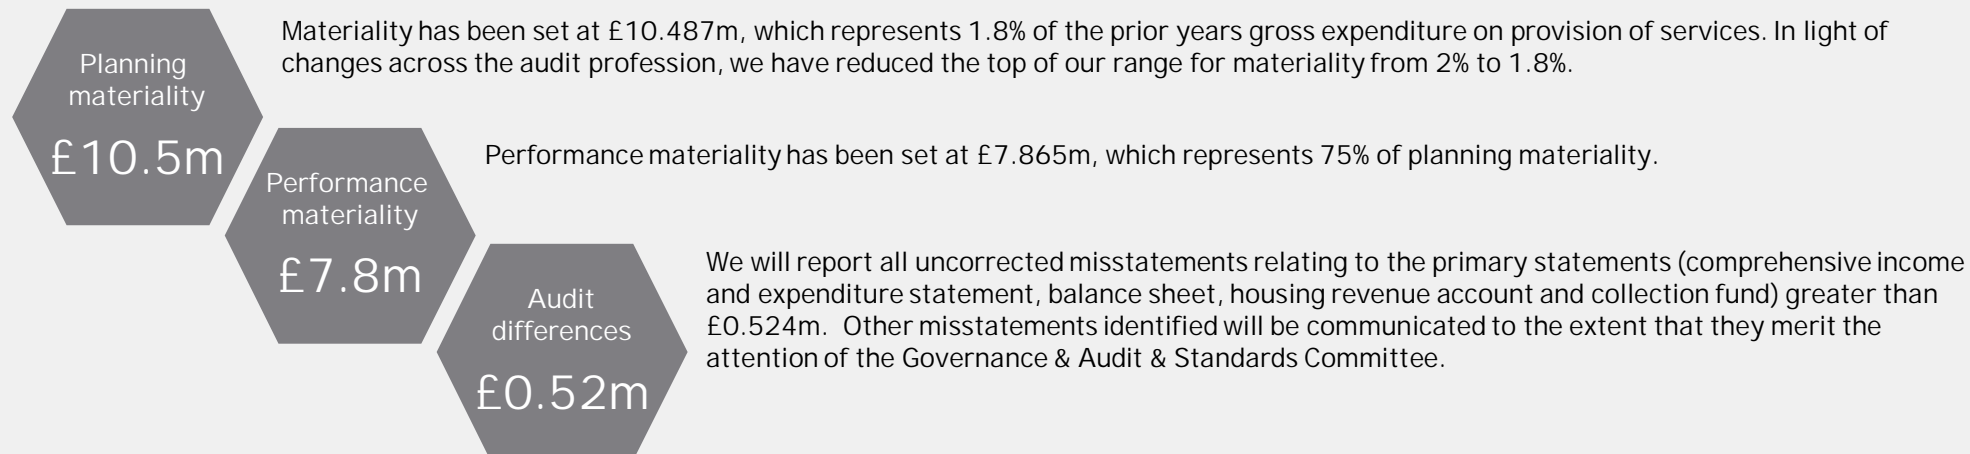 Planning
materiality
£10.5m
Materiality has been set at £10.487m, which represents 1.8% of the prior years gross expenditure on provision of services. In light of
changes across the audit profession, we have reduced the top of our range for materiality from 2% to 1.8%.
Performance
materiality
£7.8m
Performance materiality has been set at £7.865m, which represents 75% of planning materiality.
Audit
differences
£0.52m
We will report all uncorrected misstatements relating to the primary statements (comprehensive income
and expenditure statement, balance sheet, housing revenue account and collection fund) greater than
£0.524m. Other misstatements identified will be communicated to the extent that they merit the
attention of the Governance & Audit & Standards Committee.